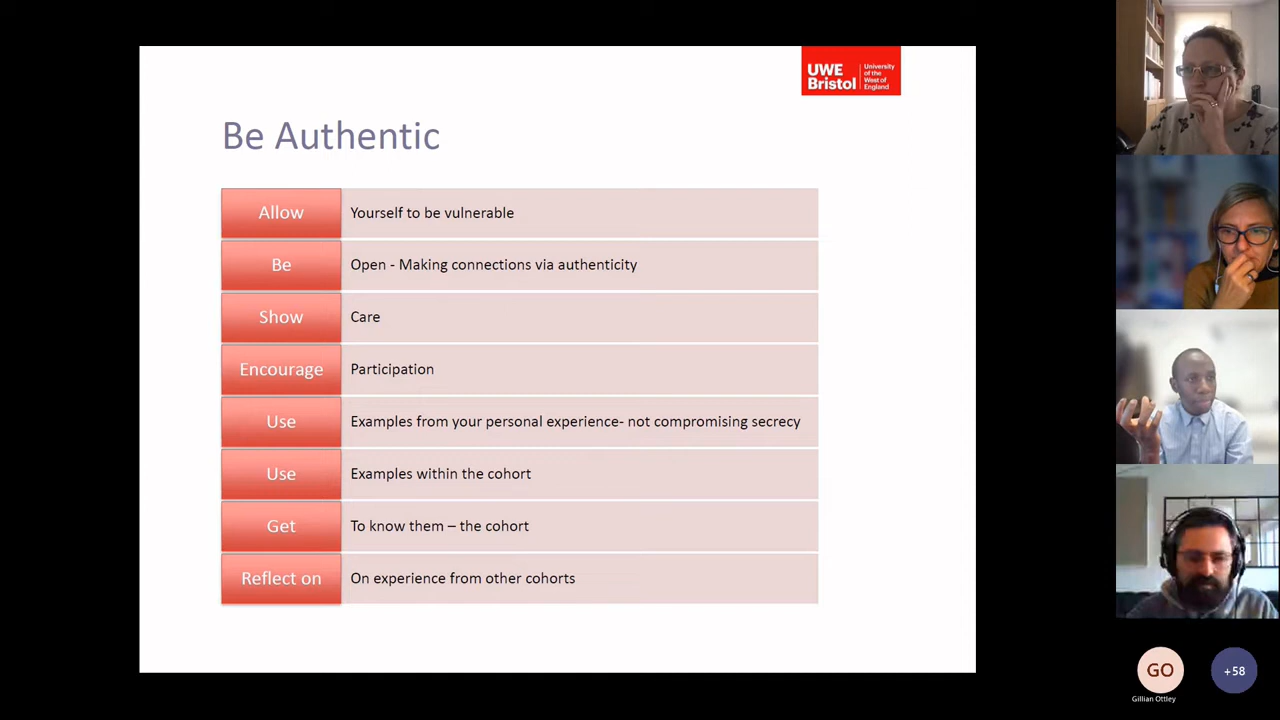 UWE
Bristol
University
of the
West of
England
Be Authentic
Allow
Yourself to be vulnerable
Be
Open - Making connections via authenticity
Show
Care
Encourage
Participation
Use
Examples from your personal experience- not compromising secrecy
Use
Examples within the cohort
Get
To know them – the cohort
Reflect on
On experience from other cohorts
GO
+58
Gillian Ottley